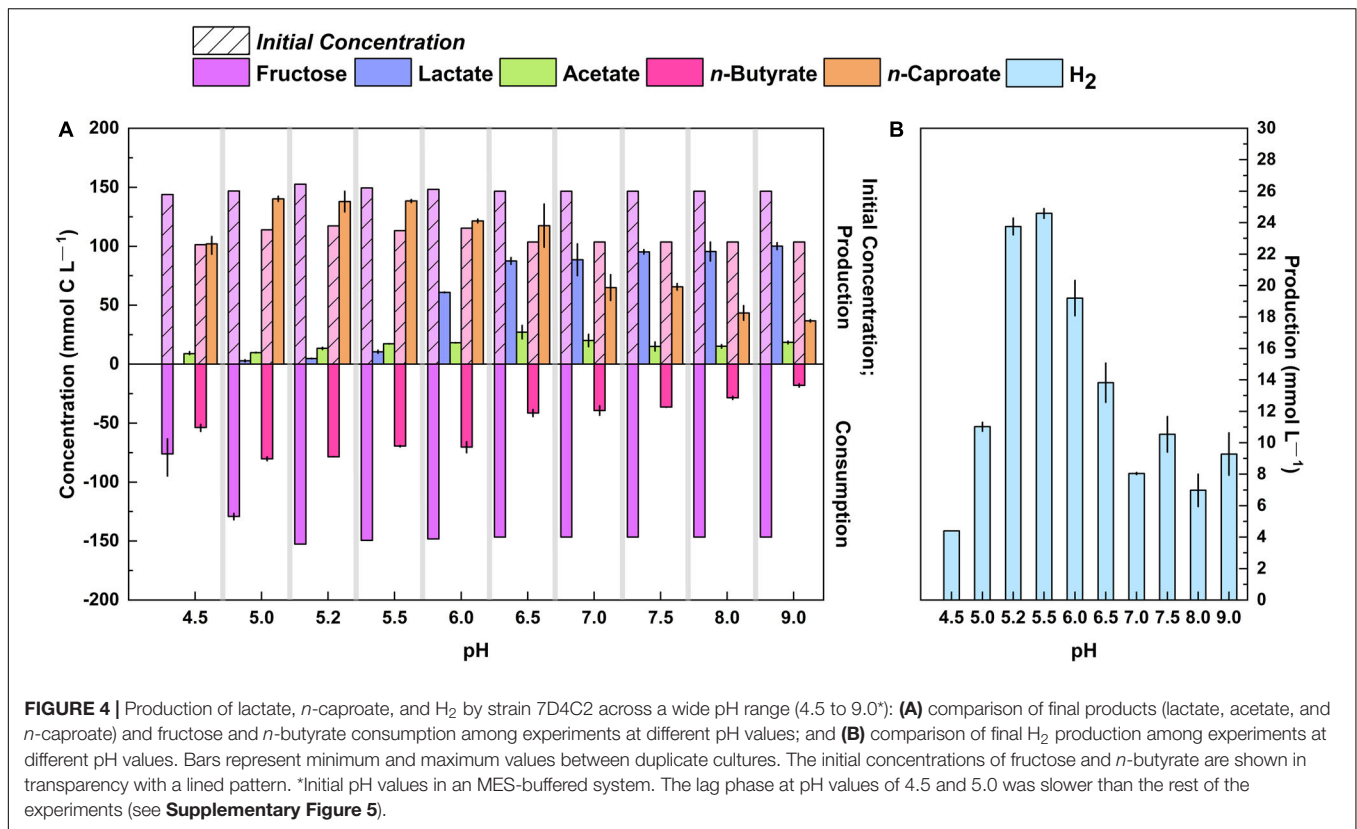 Initial Concentration
Fructose Lactate Acetate n-Butyrate n-Caproate H2
A
200
150
100
50
0
-50
-100
-150
-200
Concentration (mmol C L—1)
4.5 5.0 5.2 5.5 6.0 6.5 7.0 7.5 8.0 9.0
pH
Initial Concentration;
Production
Consumption
B
30
28
26
24
22
20
18
16
14
12
10
8
6
4
2
0
Production (mmol L—1)
4.5 5.0 5.2 5.5 6.0 6.5 7.0 7.5 8.0 9.0
pH
FIGURE 4 | Production of lactate, n-caproate, and H2 by strain 7D4C2 across a wide pH range (4.5 to 9.0*): (A) comparison of final products (lactate, acetate, and
n-caproate) and fructose and n-butyrate consumption among experiments at different pH values; and (B) comparison of final H2 production among experiments at
different pH values. Bars represent minimum and maximum values between duplicate cultures. The initial concentrations of fructose and n-butyrate are shown in
transparency with a lined pattern. *Initial pH values in an MES-buffered system. The lag phase at pH values of 4.5 and 5.0 was slower than the rest of the
experiments (see Supplementary Figure 5).